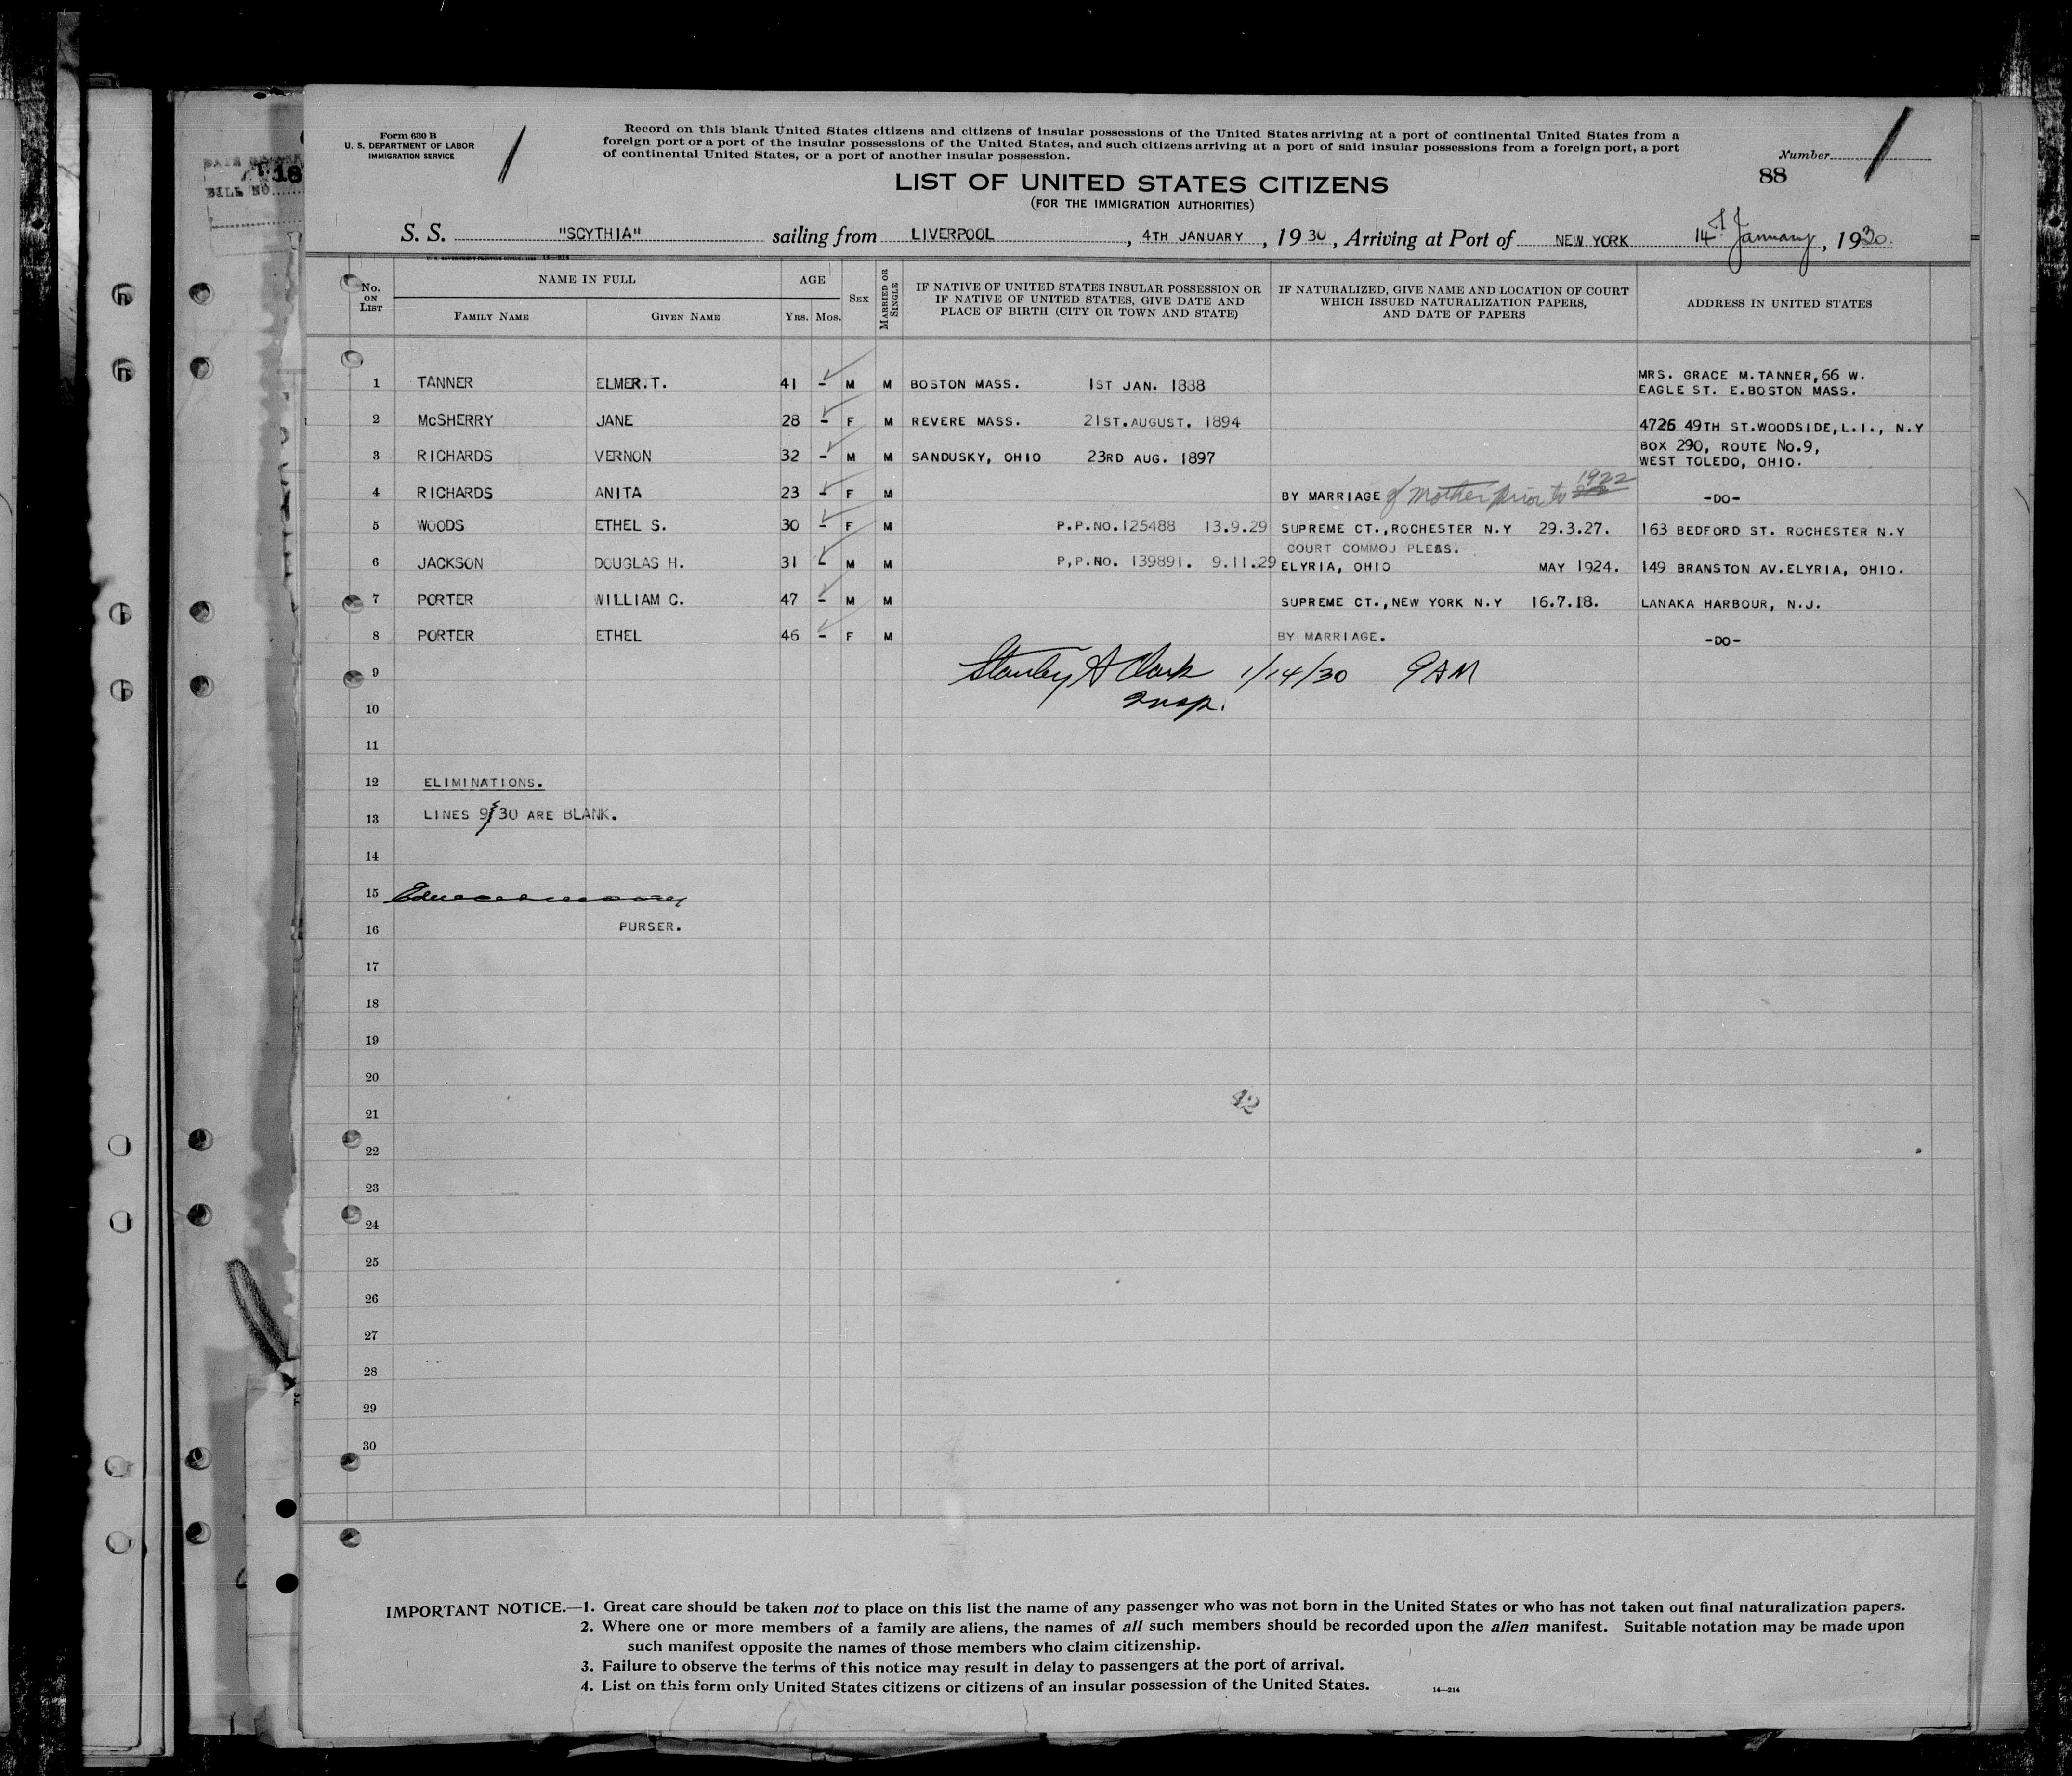 Form 630 B
U. S. DEPARTMENT OF LABOR
IMMIGRATION SERVICE
Record on this blank United States citizens and citizens of insular possessions of the United States arriving at a port of continental United States from a
foreign port or a port of the insular possessions of the United States, and such citizens arriving at a port of said insular possessions from a foreign port, a port
of continental United States, or a port of another insular possession.
Number
88
LIST OF UNITED STATES CITIZENS
(FOR THE IMMIGRATION AUTHORITIES)
S. S. "SCYTHIA" sailing from LIVERPOOL, 4TH JANUARY, 1930, Arriving at Port of NEW YORK 14th January, 1930.
No. ON LIST
NAME IN FULL
FAMILY NAME
GIVEN NAME
AGE
YRS. MOS.
SEX
MARRIED OR SINGLE
IF NATIVE OF UNITED STATES INSULAR POSSESSION OR
IF NATIVE OF UNITED STATES, GIVE DATE AND
PLACE OF BIRTH (CITY OR TOWN AND STATE)
IF NATURALIZED, GIVE NAME AND LOCATION OF COURT
WHICH ISSUED NATURALIZATION PAPERS,
AND DATE OF PAPERS
ADDRESS IN UNITED STATES
1 TANNER ELMER.T. 41 - M M BOSTON MASS. 1ST JAN. 1888 MRS. GRACE M.TANNER,66 W.
EAGLE ST. E.BOSTON MASS.
2 McSHERRY JANE 28 - F M REVERE MASS. 21ST.AUGUST. 1894 4726 49TH ST.WOODSIDE,L.I., N.Y
3 RICHARDS VERNON 32 - M M SANDUSKY, OHIO 23RD AUG. 1897 BOX 290, ROUTE No.9,
WEST TOLEDO, OHIO.
4 RICHARDS ANITA 23 - F M BY MARRIAGE of Mother prior to 1922 -DO-
5 WOODS ETHEL S. 30 - F M P.P.NO.125488 13.9.29 SUPREME CT.,ROCHESTER N.Y 29.3.27. 163 BEDFORD ST. ROCHESTER N.Y
COURT COMMOJ PLEAS.
6 JACKSON DOUGLAS H. 31 - M M P,P.NO. 139891. 9.11.29 ELYRIA, OHIO MAY 1924. 149 BRANSTON AV.ELYRIA, OHIO.
7 PORTER WILLIAM C. 47 - M M SUPREME CT.,NEW YORK N.Y 16.7.18. LANAKA HARBOUR, N.J.
8 PORTER ETHEL 46 - F M BY MARRIAGE. -DO-
9 Stanley A Clark 1/14/30 9AM
Insp.
10
11
12 ELIMINATIONS.
13 LINES 9 30 ARE BLANK.
14
15
16 PURSER.
17
18
19
20
42
21
22
23
24
25
26
27
28
29
30
IMPORTANT NOTICE.—1. Great care should be taken not to place on this list the name of any passenger who was not born in the United States or who has not taken out final naturalization papers.
2. Where one or more members of a family are aliens, the names of all such members should be recorded upon the alien manifest. Suitable notation may be made upon
such manifest opposite the names of those members who claim citizenship.
3. Failure to observe the terms of this notice may result in delay to passengers at the port of arrival.
4. List on this form only United States citizens or citizens of an insular possession of the United States.
14—214